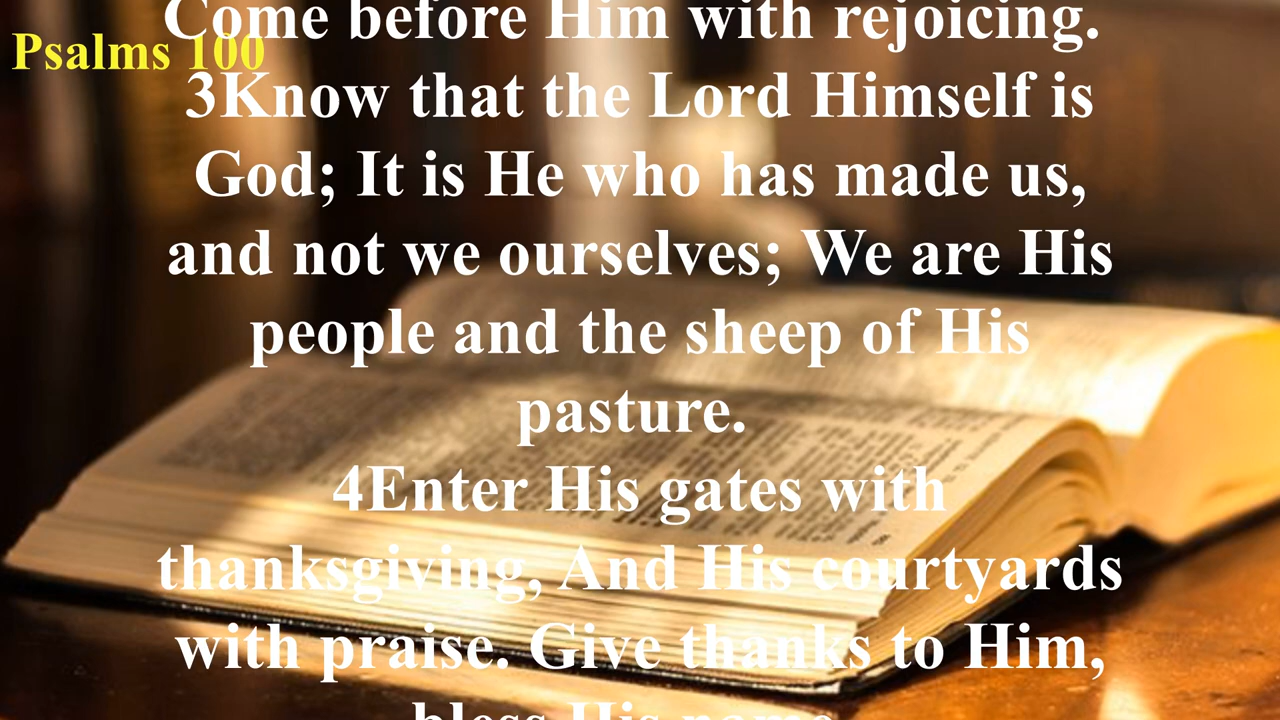 Come before Him with rejoicing.
Psalms 100
3Know that the Lord Himself is
God; It is He who has made us,
and not we ourselves; We are His
people and the sheep of His
pasture.
4Enter His gates with
thanksgiving, And His courtyards
with praise. Give thanks to Him,
bless His name.